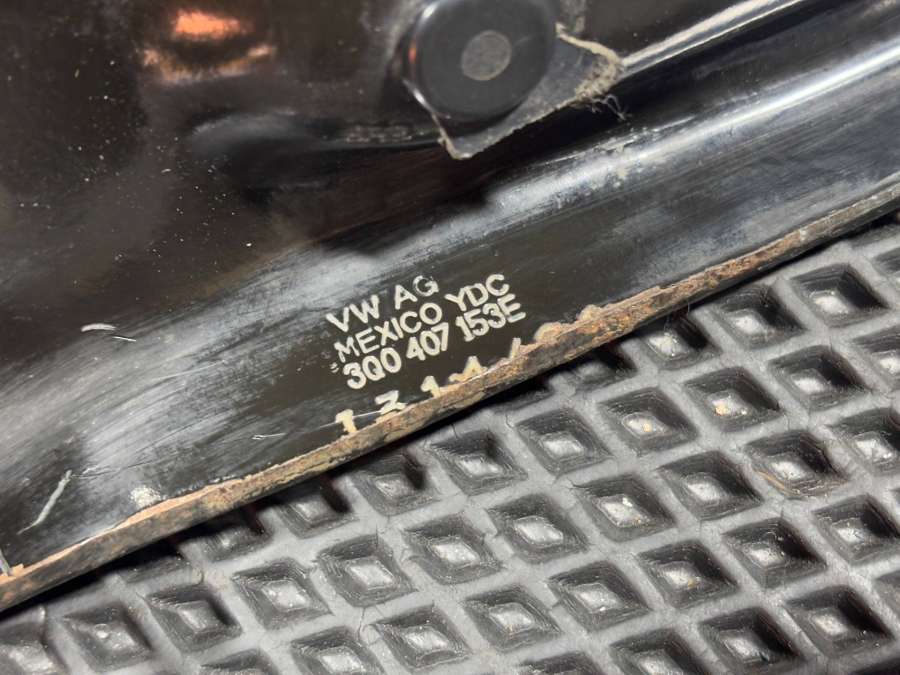 VW AG
MEXICO YDC
3Q0 407 153E